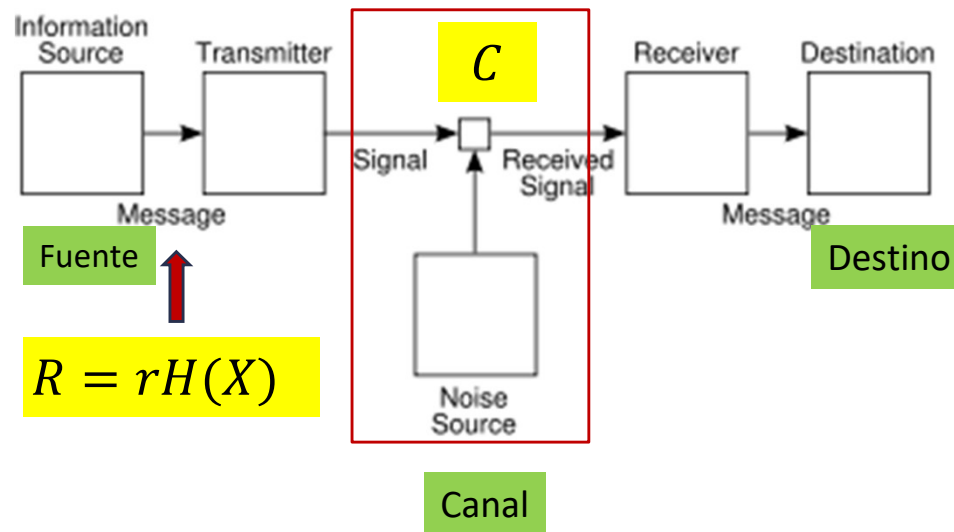 Information
Source
Transmitter
C
Receiver
Destination
Signal
Received
Signal
Message
Message
Fuente
Destino
R = rH(X)
Noise
Source
Canal